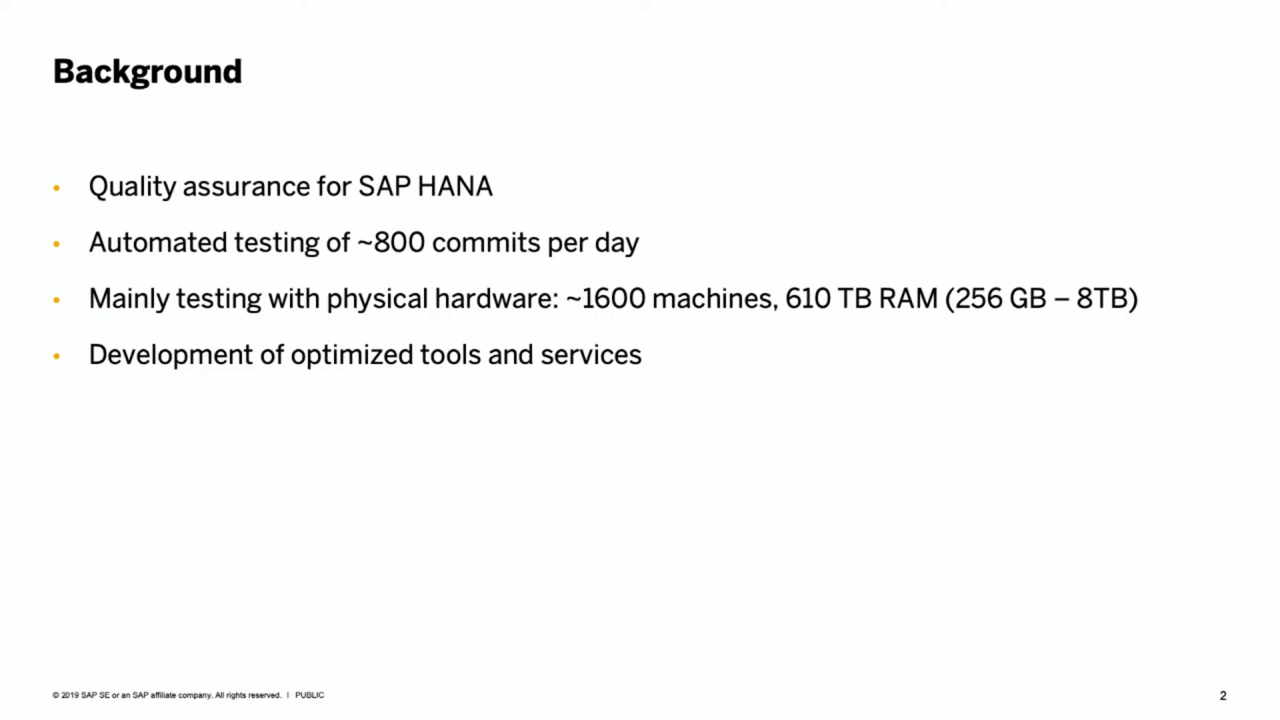 Background
• Quality assurance for SAP HANA
• Automated testing of ~800 commits per day
• Mainly testing with physical hardware: ~1600 machines, 610 TB RAM (256 GB – 8TB)
• Development of optimized tools and services
© 2019 SAP SE or an SAP affiliate company. All rights reserved. | PUBLIC
2